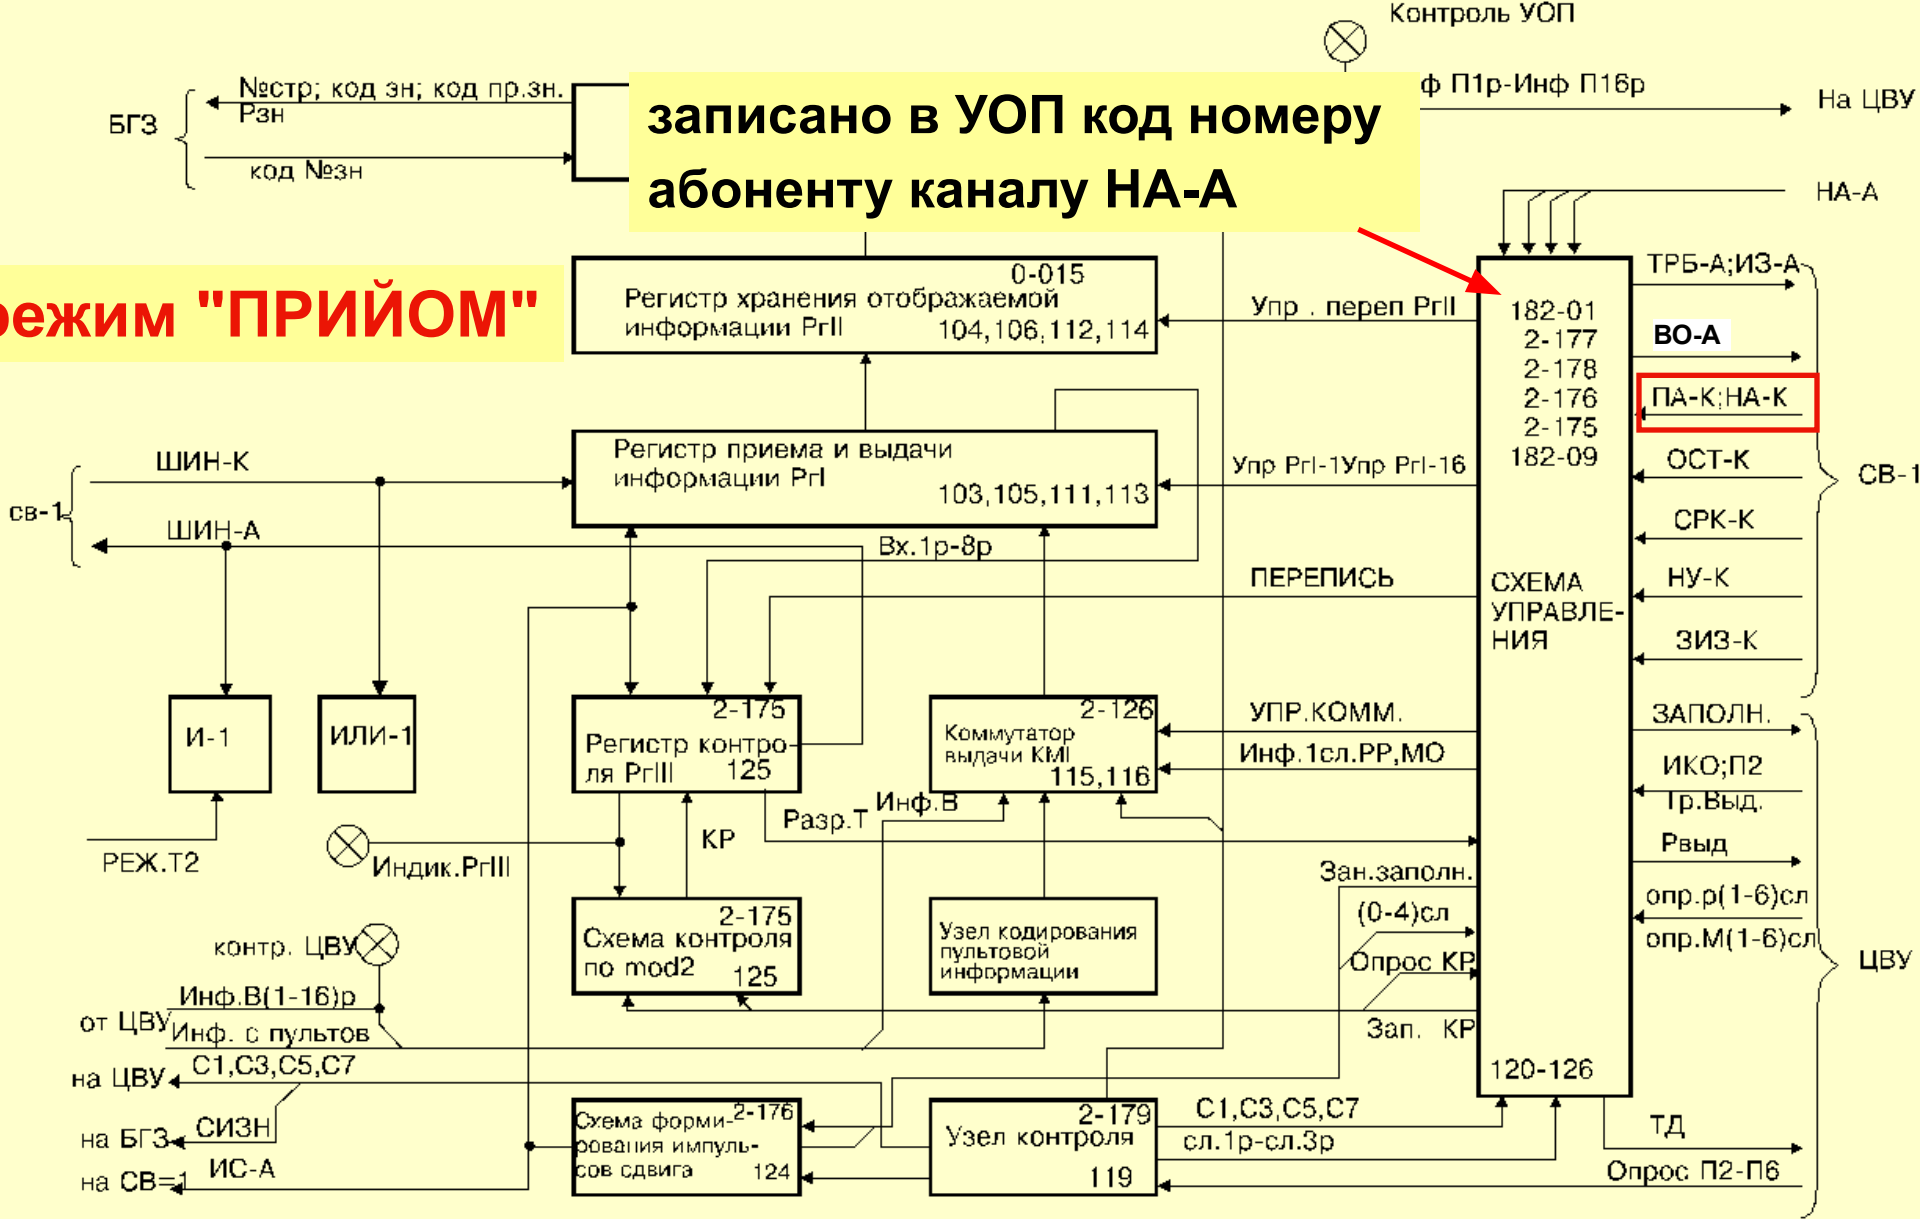 Контроль УОП
№стр; код зн; код пр.зн.
Рзн
БГЗ
код №зн
записано в УОП код номеру
абоненту каналу НА-А
ф П1р-Инф П16р
На ЦВУ
НА-А
режим "ПРИЙОМ"
0-015
Регистр хранения отображаемой
информации РгII
104,106,112,114
Упр . переп РгII
182-01
2-177
2-178
2-176
2-175
182-09
ТРБ-А;ИЗ-А
ВО-А
ПА-К;НА-К
ОСТ-К
СРК-К
НУ-К
ЗИЗ-К
СВ-1
ШИН-К
св-1
ШИН-А
Регистр приема и выдачи
информации РгI
103,105,111,113
Упр РгI-1Упр РгI-16
Вх.1р-8р
ПЕРЕПИСЬ
СХЕМА
УПРАВЛЕ-
НИЯ
И-1
ИЛИ-1
2-175
Регистр контро-
ля РгIII
125
2-126
Коммутатор
выдачи КМI
115,116
УПР.КОММ.
Инф.1сл.РР,МО
ЗАПОЛН.
ИКО;П2
Тр.Выд.
Рвыд
опр.р(1-6)сл
опр.М(1-6)сл
ЦВУ
РЕЖ.Т2
Индик.РгIII
КР
Разр.Т
Инф.В
Зан.заполн.
(0-4)сл
Опрос КР
Зап. КР
2-175
Схема контроля
по mod2
125
Узел кодирования
пультовой
информации
контр. ЦВУ
Инф.В(1-16)р
от ЦВУ
Инф. с пультов
на ЦВУ
С1,С3,С5,С7
на БГЗ
СИЗН
на СВ=1
ИС-А
2-176
Схема форми-
рования импуль-
сов сдвига
124
2-179
Узел контроля
119
С1,С3,С5,С7
сл.1р-сл.3р
120-126
ТД
Опрос П2-П6